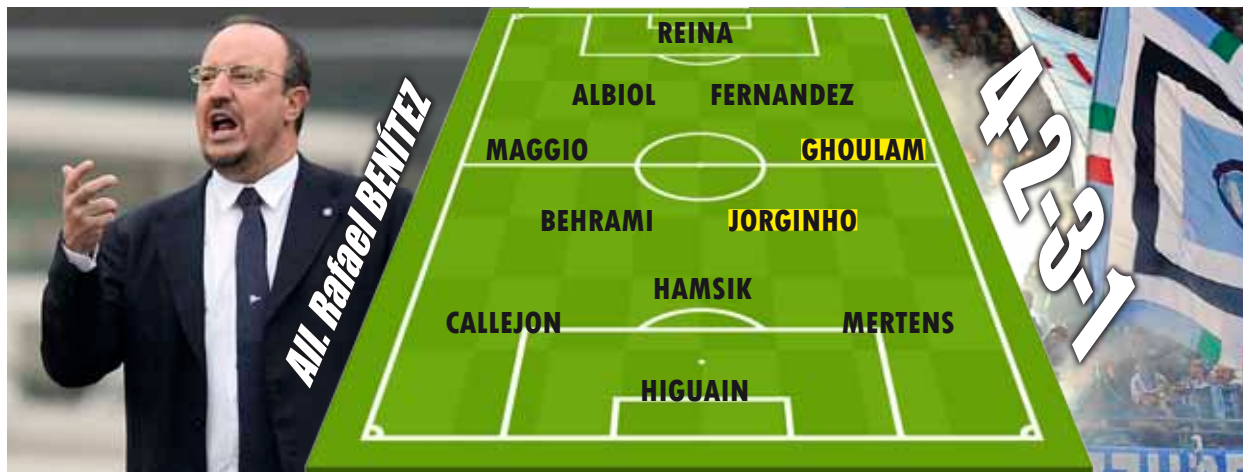 All. Rafael BENÍTEZ
REINA
ALBIOL FERNANDEZ
MAGGIO GHOULAM
BEHRAMI JORGINHO
HAMSIK
CALLEJON MERTENS
HIGUAIN
4-2-3-1